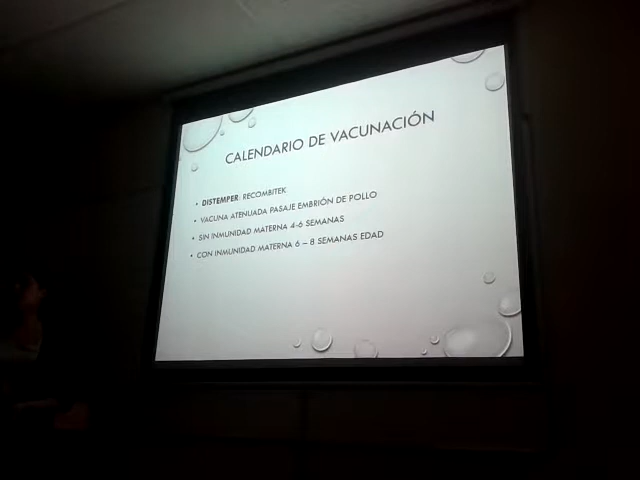 CALENDARIO DE VACUNACIÓN
• DISTEMPER: RECOMBITEK
• VACUNA ATENUADA PASAJE EMBRIÓN DE POLLO
• SIN INMUNIDAD MATERNA 4-6 SEMANAS
• CON INMUNIDAD MATERNA 6 – 8 SEMANAS EDAD